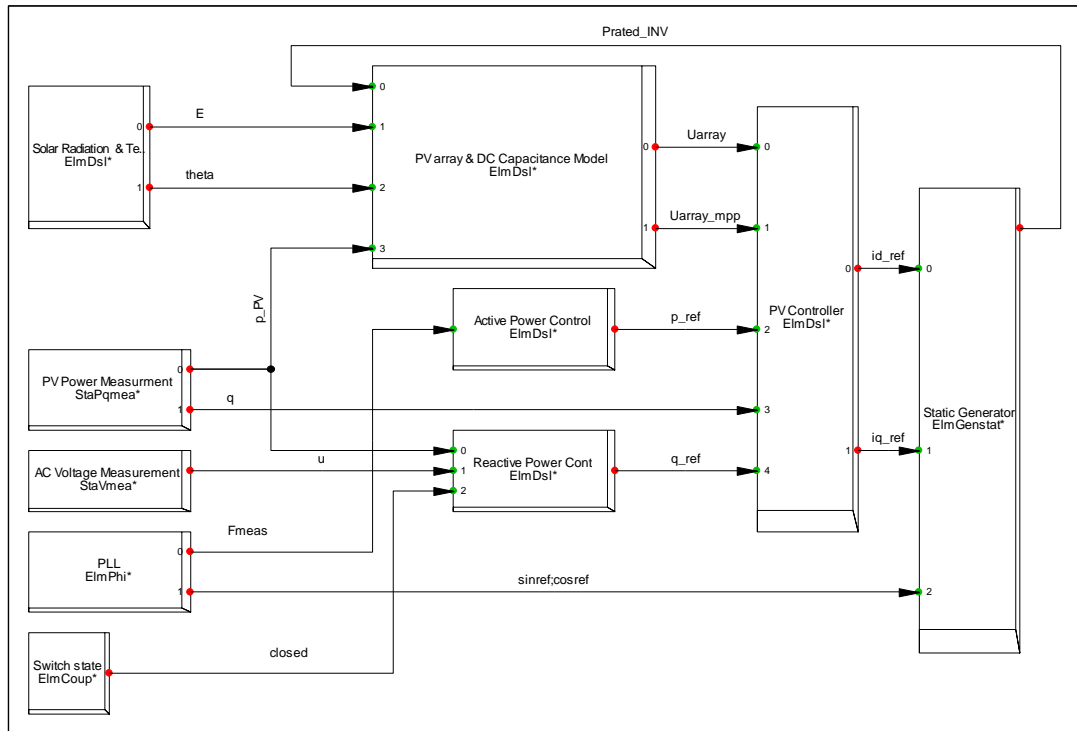 Prated_INV
0
E
0
1
Solar Radiation & Te..
ElmDsl*
1
theta
2
3
PV array & DC Capacitance Model
ElmDsl*
0
Uarray
0
1
Uarray_mpp
1
p_PV
Active Power Control
ElmDsl*
p_ref
2
PV Controller
ElmDsl*
0
id_ref
0
PV Power Measurment
StaPqmea*
0
1
q
3
AC Voltage Measurement
StaVmea*
u
0
1
2
Reactive Power Cont
ElmDsl*
q_ref
4
1
iq_ref
1
Static Generator
ElmGenstat*
PLL
ElmPhi*
0
Fmeas
1
sinref;cosref
2
Switch state
ElmCoup*
closed